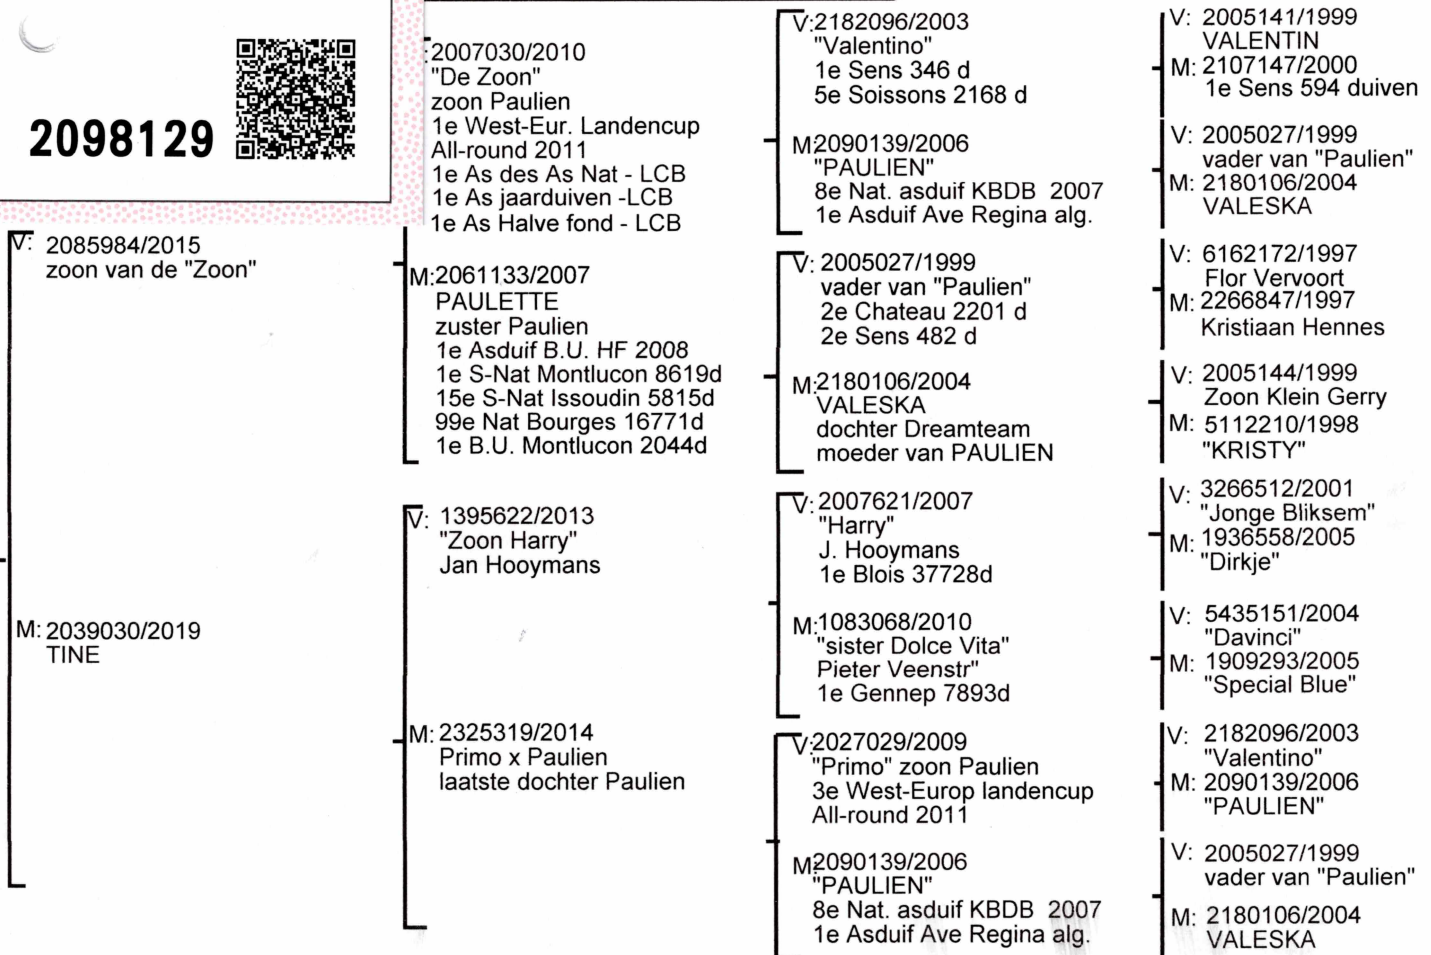 2098129
V: 2085984/2015
zoon van de "Zoon"
M: 2039030/2019
TINE
:2007030/2010
"De Zoon"
zoon Paulien
1e West-Eur. Landencup
All-round 2011
1e As des As Nat - LCB
1e As jaarduiven -LCB
1e As Halve fond - LCB
M:2061133/2007
PAULETTE
zuster Paulien
1e Asduif B.U. HF 2008
1e S-Nat Montlucon 8619d
15e S-Nat Issoudin 5815d
99e Nat Bourges 16771d
1e B.U. Montlucon 2044d
V: 1395622/2013
"Zoon Harry"
Jan Hooymans
M: 2325319/2014
Primo x Paulien
laatste dochter Paulien
V:2182096/2003
"Valentino"
1e Sens 346 d
5e Soissons 2168 d
M:2090139/2006
"PAULIEN"
8e Nat. asduif KBDB 2007
1e Asduif Ave Regina alg.
V: 2005027/1999
vader van "Paulien"
2e Chateau 2201 d
2e Sens 482 d
M:2180106/2004
VALESKA
dochter Dreamteam
moeder van PAULIEN
V: 2007621/2007
"Harry"
J. Hooymans
1e Blois 37728d
M:1083068/2010
"sister Dolce Vita"
Pieter Veenstr"
1e Gennep 7893d
V:2027029/2009
"Primo" zoon Paulien
3e West-Europ landencup
All-round 2011
M:2090139/2006
"PAULIEN"
8e Nat. asduif KBDB 2007
1e Asduif Ave Regina alg.
V: 2005141/1999
VALENTIN
M: 2107147/2000
1e Sens 594 duiven
V: 2005027/1999
vader van "Paulien"
M: 2180106/2004
VALESKA
V: 6162172/1997
Flor Vervoort
M: 2266847/1997
Kristiaan Hennes
V: 2005144/1999
Zoon Klein Gerry
M: 5112210/1998
"KRISTY"
V: 3266512/2001
"Jonge Bliksem"
M: 1936558/2005
"Dirkje"
V: 5435151/2004
"Davinci"
M: 1909293/2005
"Special Blue"
V: 2182096/2003
"Valentino"
M: 2090139/2006
"PAULIEN"
V: 2005027/1999
vader van "Paulien"
M: 2180106/2004
VALESKA